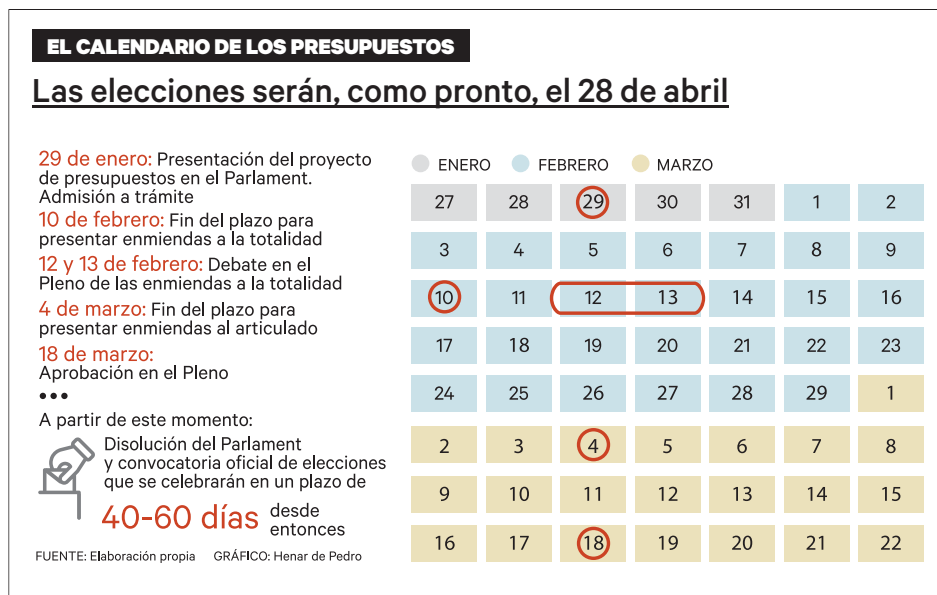 EL CALENDARIO DE LOS PRESUPUESTOS
Las elecciones serán, como pronto, el 28 de abril
29 de enero: Presentación del proyecto
de presupuestos en el Parlament.
Admisión a trámite
10 de febrero: Fin del plazo para
presentar enmiendas a la totalidad
12 y 13 de febrero: Debate en el
Pleno de las enmiendas a la totalidad
4 de marzo: Fin del plazo para
presentar enmiendas al articulado
18 de marzo:
Aprobación en el Pleno
•••
A partir de este momento:
Disolución del Parlament
y convocatoria oficial de elecciones
que se celebrarán en un plazo de
40-60 días desde
entonces
FUENTE: Elaboración propia GRÁFICO: Henar de Pedro
ENERO FEBRERO MARZO
27 28 29 30 31 1 2
3 4 5 6 7 8 9
10 11 12 13 14 15 16
17 18 19 20 21 22 23
24 25 26 27 28 29 1
2 3 4 5 6 7 8
9 10 11 12 13 14 15
16 17 18 19 20 21 22